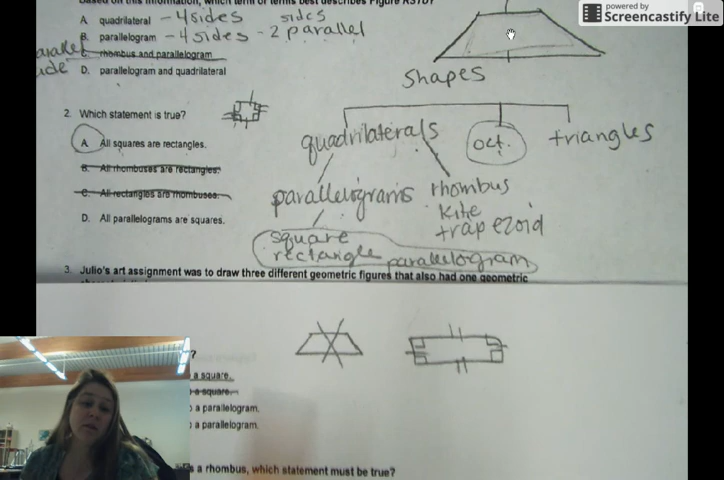 Based on this information, which term or terms best describes Figure RSTU?
powered by
Screencastify Lite
A. quadrilateral - 4 sides
sides
B. parallelogram - 4 sides - 2 parallel
parallel
C. rhombus and parallelogram
side
D. parallelogram and quadrilateral
shapes
2. Which statement is true?
A. All squares are rectangles.
B. All rhombuses are rectangles.
C. All rectangles are rhombuses.
D. All parallelograms are squares.
quadrilaterals oct. triangles
parallelograms rhombus
kite
trapezoid
square
rectangle parallelogram
3. Julio's art assignment was to draw three different geometric figures that also had one geometric
?
a square.
a square.
a parallelogram.
a parallelogram.
is a rhombus, which statement must be true?